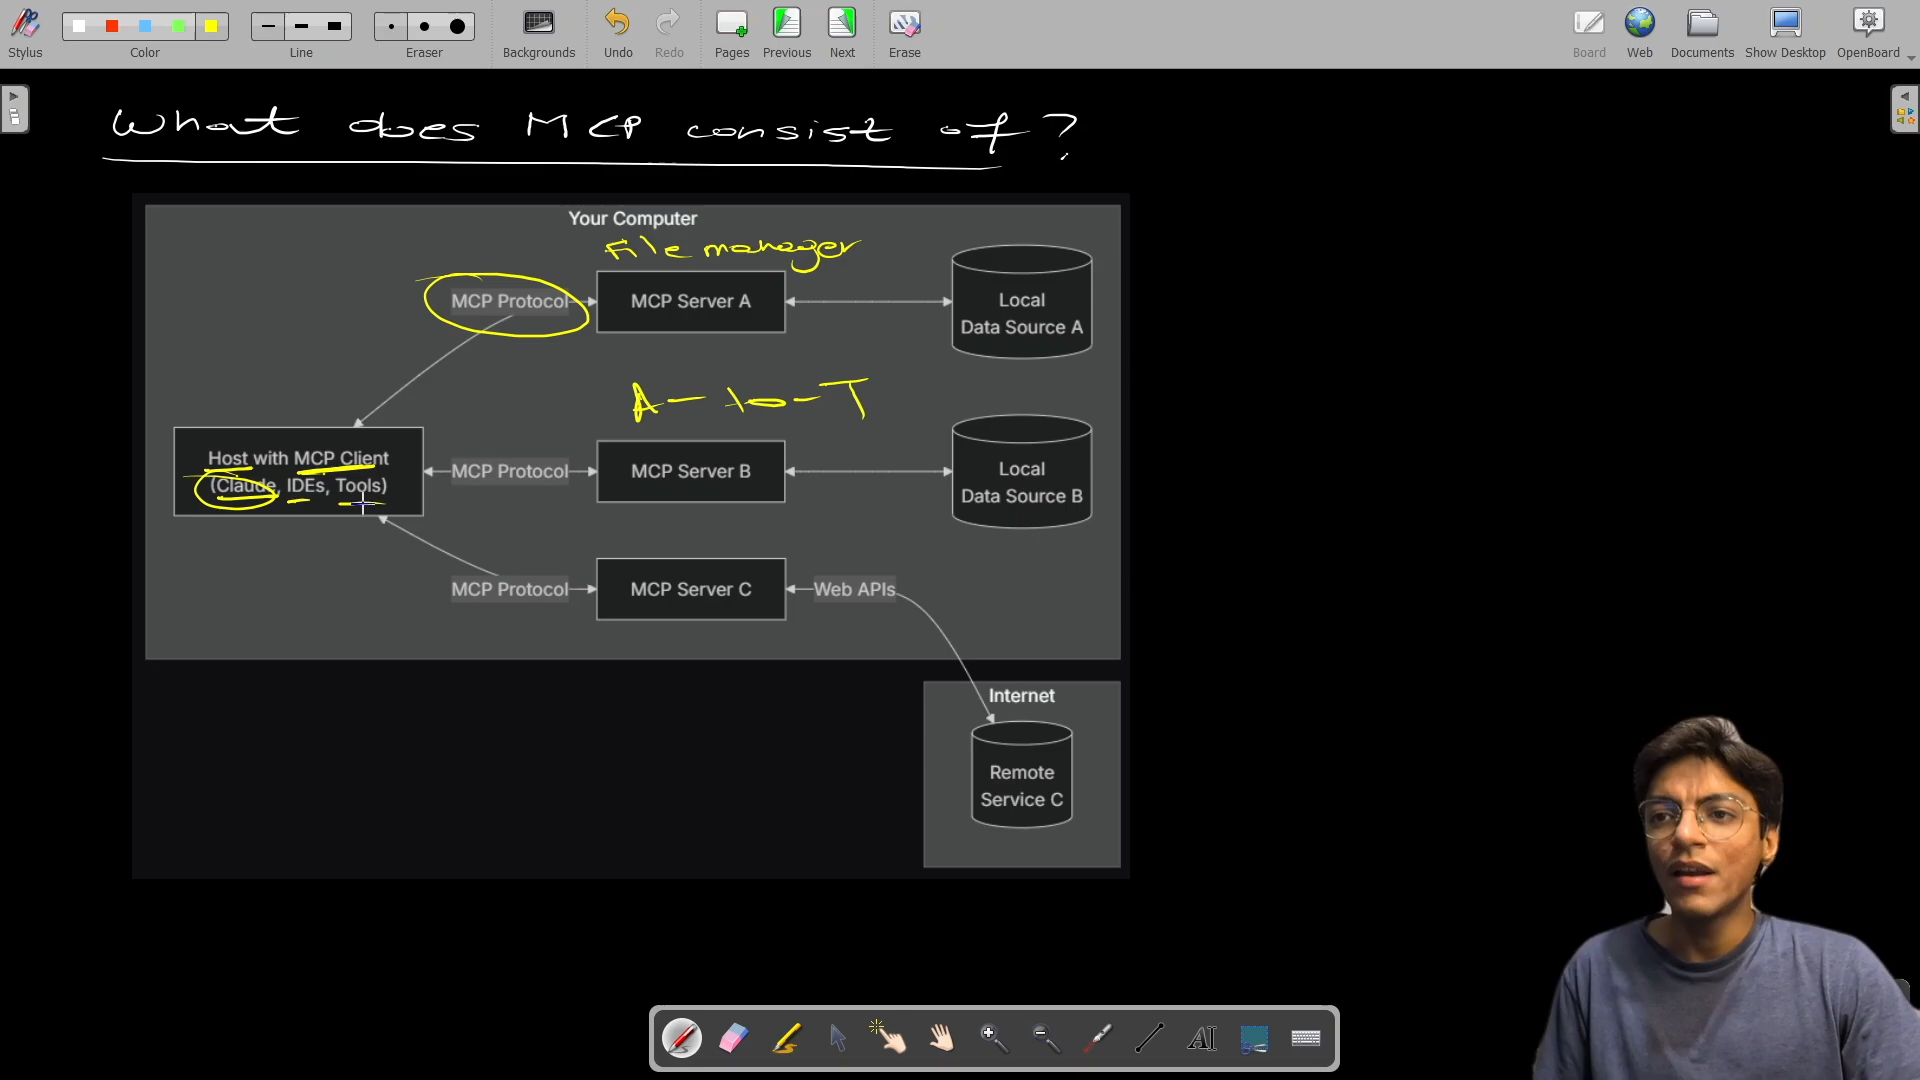 Stylus Color Line Eraser Backgrounds Undo Redo Pages Previous Next Erase Board Web Documents Show Desktop OpenBoard
What does MCP consist of?
Your Computer
File manager
MCP Protocol
MCP Server A
Local
Data Source A
Host with MCP Client
(Claude, IDEs, Tools)
MCP Protocol
MCP Server B
Local
Data Source B
MCP Protocol
MCP Server C
Web APIs
Internet
Remote
Service C